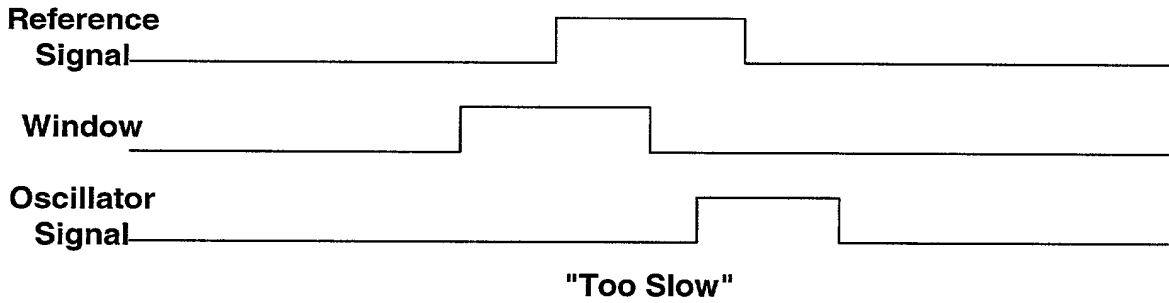 Reference
Signal
Window
Oscillator
Signal
"Too Slow"